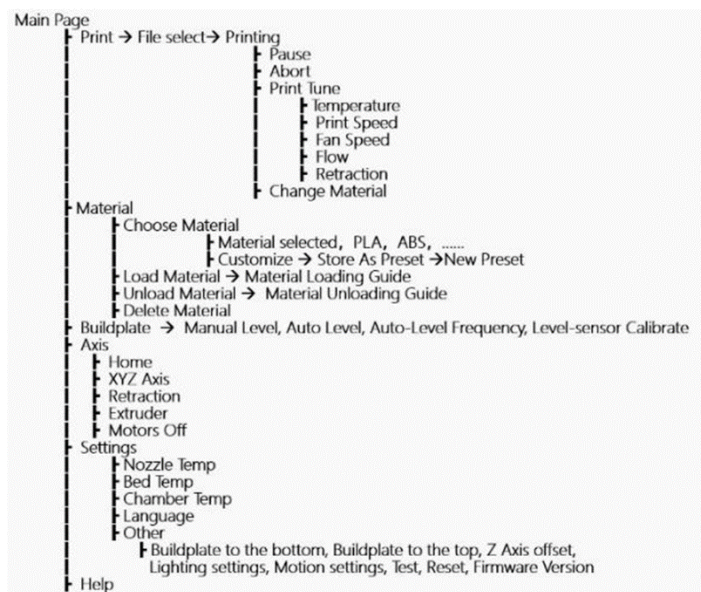 Main Page
Print → File select→ Printing
Pause
Abort
Print Tune
Temperature
Print Speed
Fan Speed
Flow
Retraction
Change Material
Material
Choose Material
Material selected, PLA, ABS, ......
Customize → Store As Preset →New Preset
Load Material → Material Loading Guide
Unload Material → Material Unloading Guide
Delete Material
Buildplate → Manual Level, Auto Level, Auto-Level Frequency, Level-sensor Calibrate
Axis
Home
XYZ Axis
Retraction
Extruder
Motors Off
Settings
Nozzle Temp
Bed Temp
Chamber Temp
Language
Other
Buildplate to the bottom, Buildplate to the top, Z Axis offset,
Lighting settings, Motion settings, Test, Reset, Firmware Version
Help